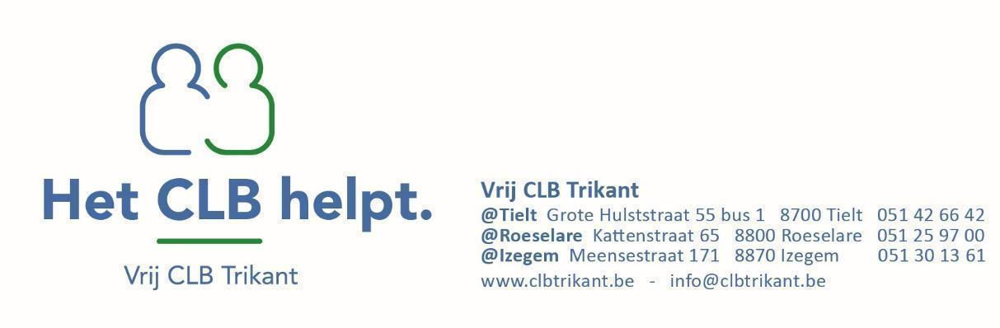 Het CLB helpt.
Vrij CLB Trikant
Vrij CLB Trikant
@Tielt Grote Hulststraat 55 bus 1 8700 Tielt 051 42 66 42
@Roeselare Kattenstraat 65 8800 Roeselare 051 25 97 00
@Izegem Meensestraat 171 8870 Izegem 051 30 13 61
www.clbtrikant.be - info@clbtrikant.be